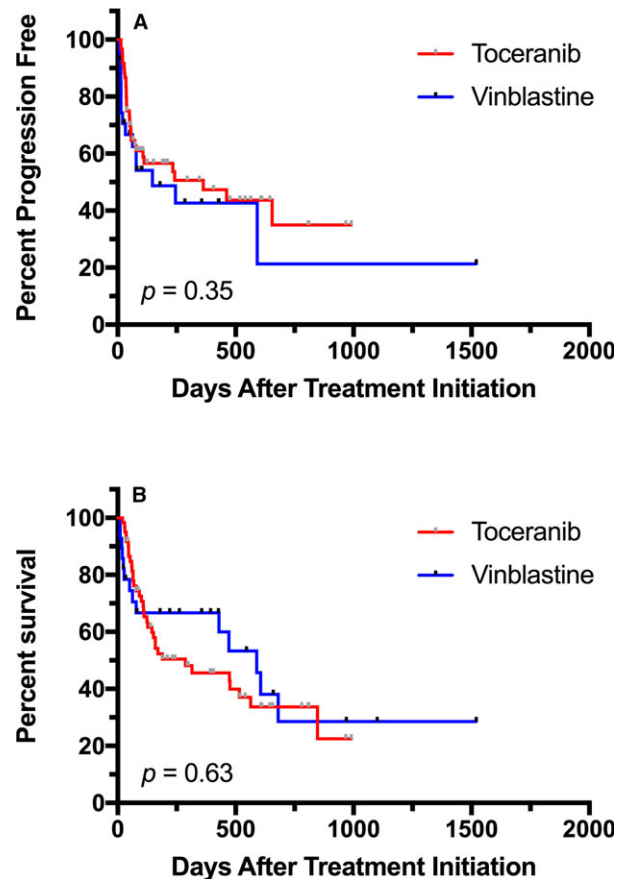 A
100
80
60
40
20
0
Percent Progression Free
Toceranib
Vinblastine
p = 0.35
0 500 1000 1500 2000
Days After Treatment Initiation
B
100
80
60
40
20
0
Percent survival
Toceranib
Vinblastine
p = 0.63
0 500 1000 1500 2000
Days After Treatment Initiation